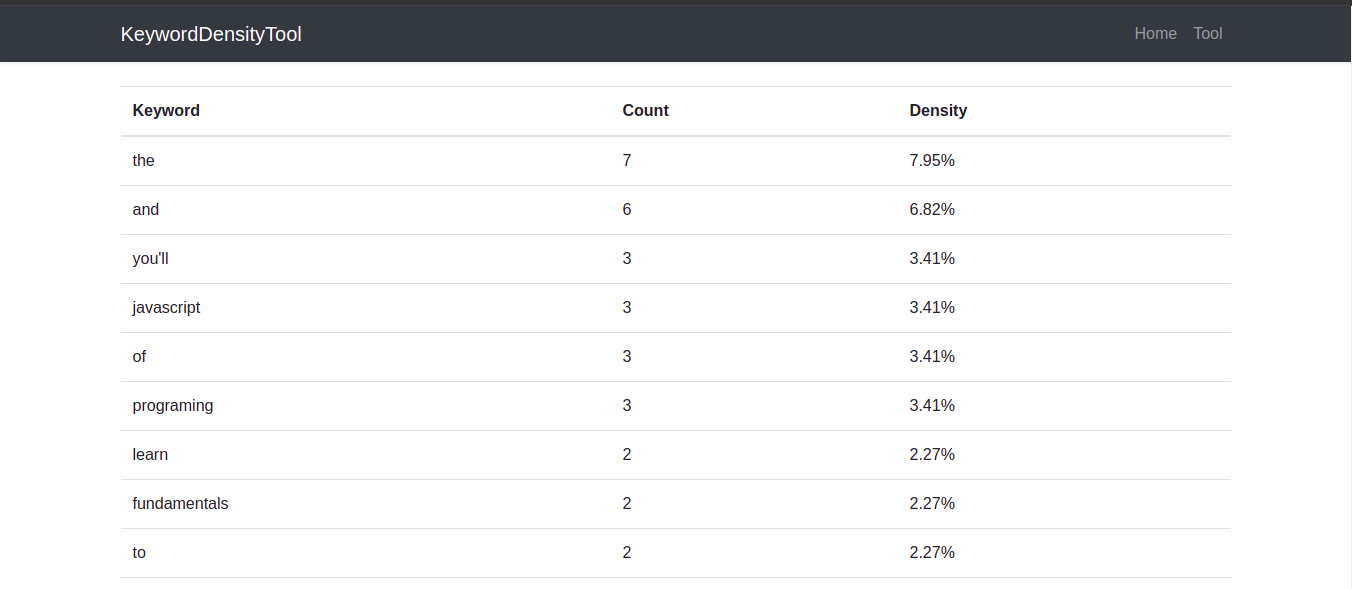 KeywordDensityTool Home Tool
Keyword Count Density
the 7 7.95%
and 6 6.82%
you'll 3 3.41%
javascript 3 3.41%
of 3 3.41%
programing 3 3.41%
learn 2 2.27%
fundamentals 2 2.27%
to 2 2.27%